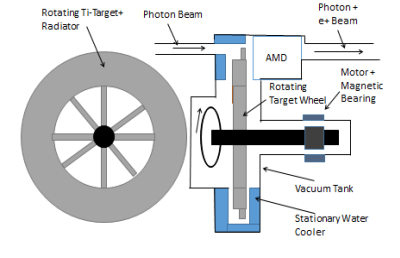 Rotating Ti-Target+
Radiator
Photon Beam
Photon +
e+ Beam
AMD
Motor +
Magnetic
Bearing
Rotating
Target Wheel
Vacuum Tank
Stationary Water
Cooler